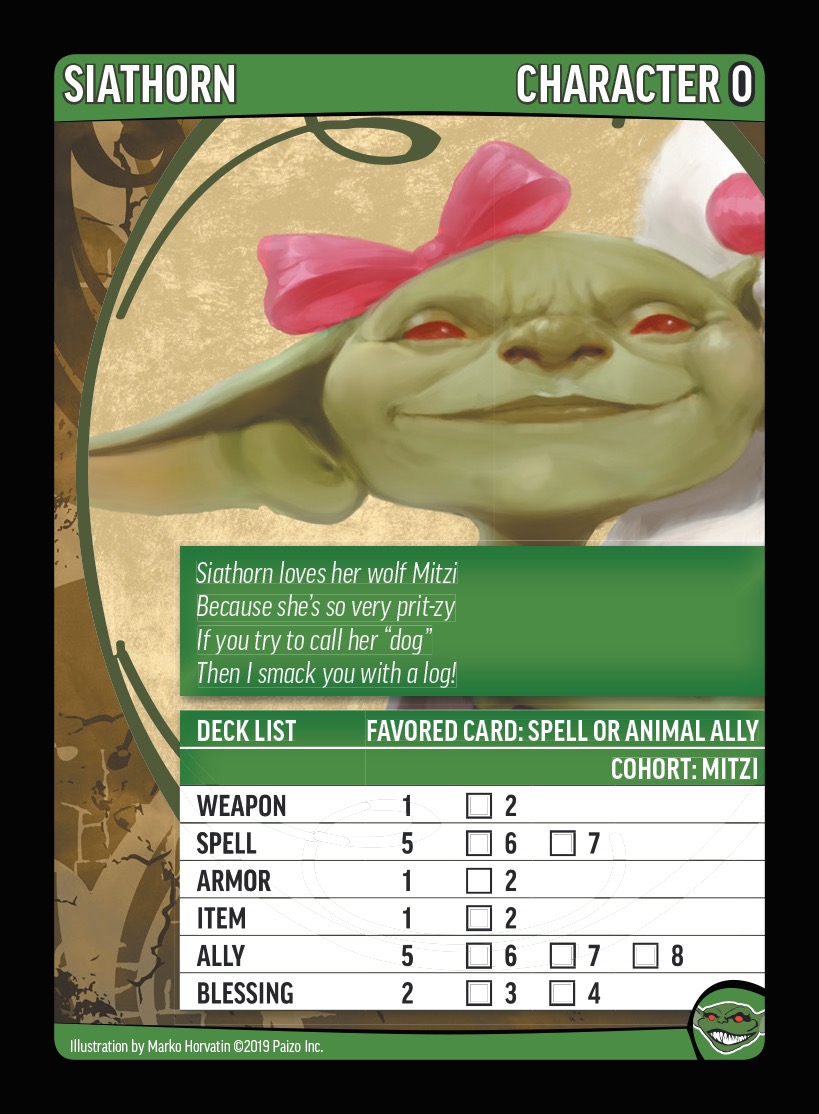 SIATHORN CHARACTER 0
Siathorn loves her wolf Mitzi
Because she's so very prit-zy
If you try to call her “dog”
Then I smack you with a log!
DECK LIST FAVORED CARD: SPELL OR ANIMAL ALLY
COHORT: MITZI
WEAPON 1 ☐ 2
SPELL 5 ☐ 6 ☐ 7
ARMOR 1 ☐ 2
ITEM 1 ☐ 2
ALLY 5 ☐ 6 ☐ 7 ☐ 8
BLESSING 2 ☐ 3 ☐ 4
Illustration by Marko Horvatin ©2019 Paizo Inc.